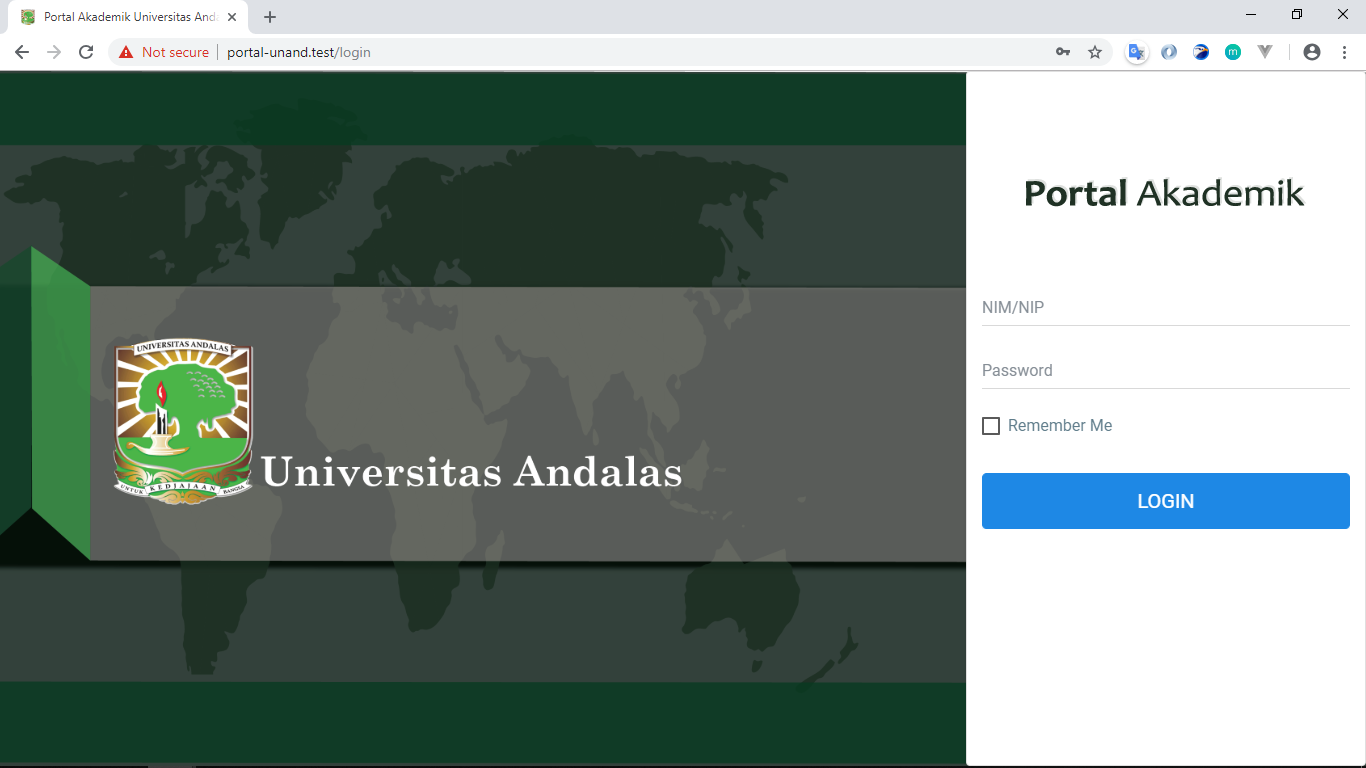 Portal Akademik Universitas Anda
Not secure
portal-unand.test/login
m
Portal Akademik
NIM/NIP
Password
Remember Me
LOGIN
UNIVERSITAS ANDALAS
Universitas Andalas
UNTUK KEDJAJAAN BANGSA